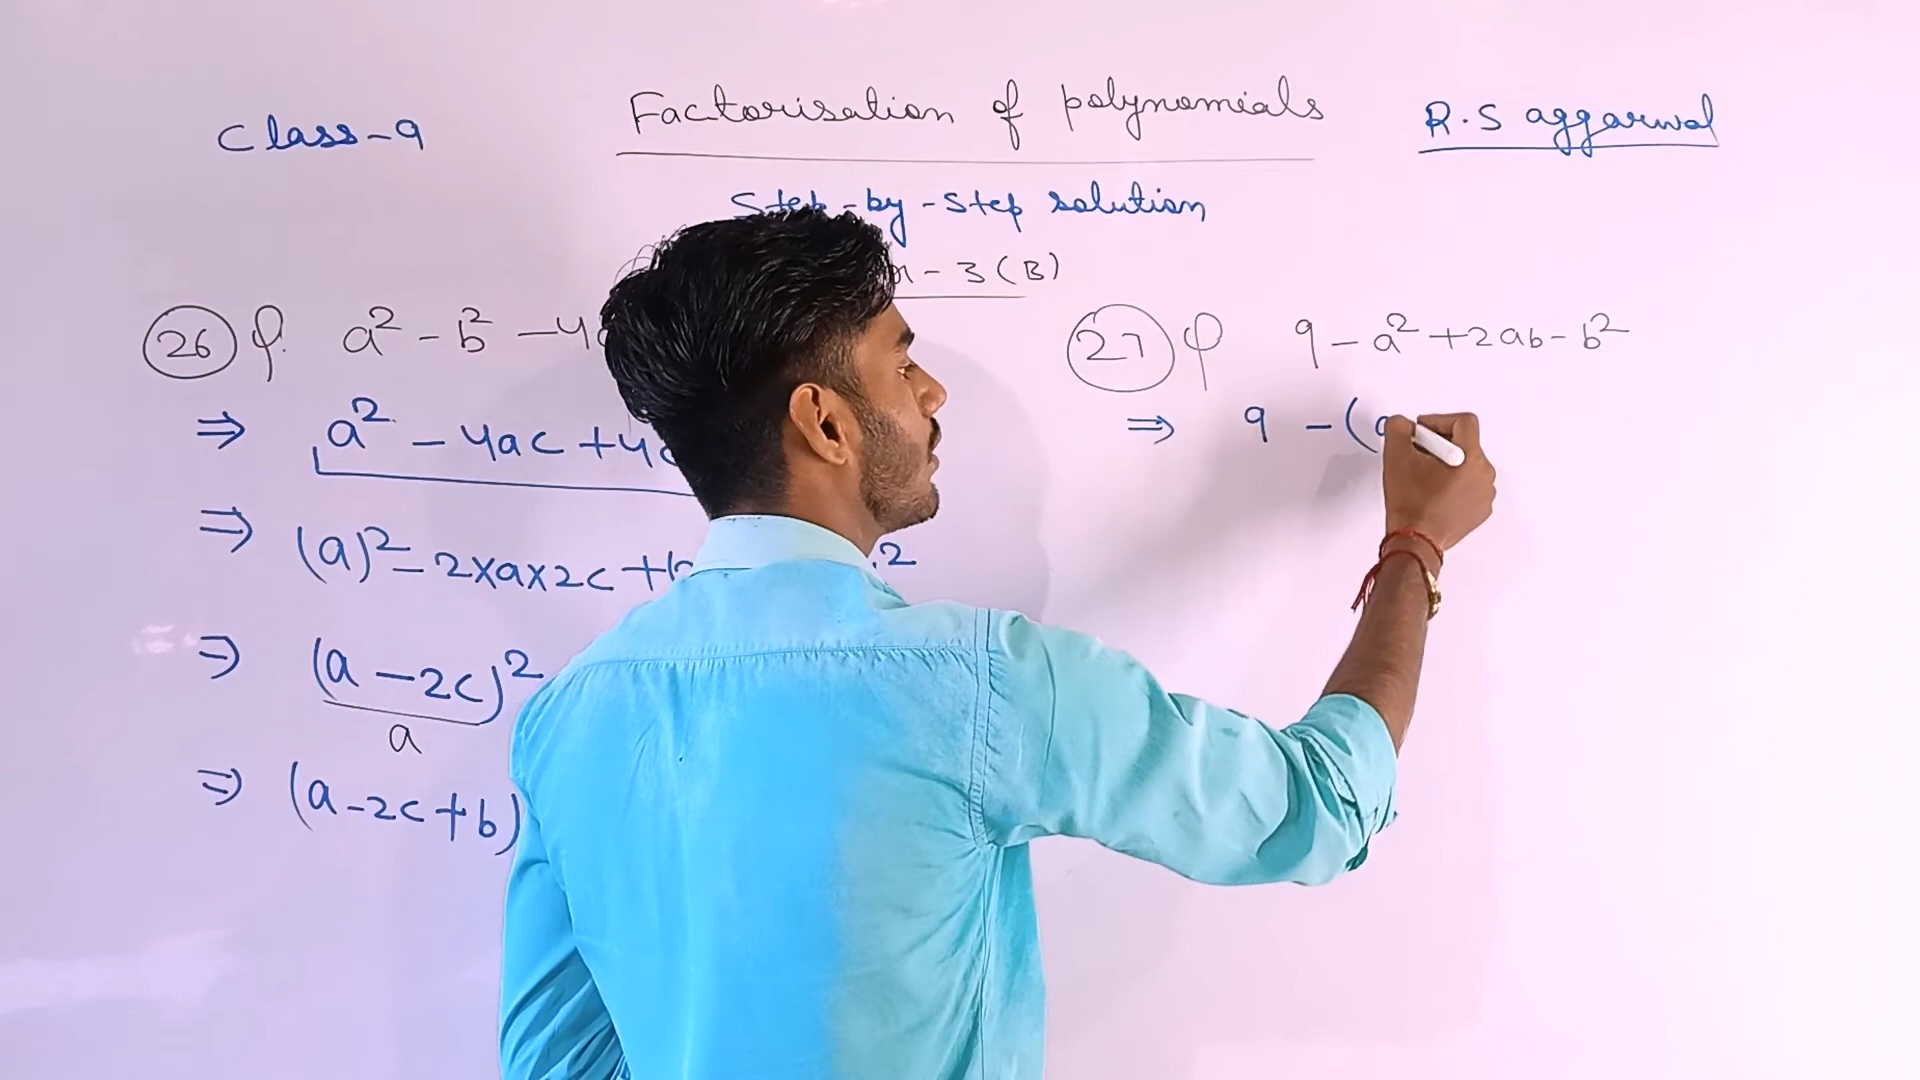 Class-9
Factorisation of polynomials
R.S aggarwal
Step-by-Step solution
- 3(B)
26 φ. a² - b² - 4
⇒ a² - 4ac + 4
⇒ (a)² - 2×a×2c +
⇒ (a - 2c)²
a
⇒ (a - 2c + b)
27 φ 9 - a² + 2ab - b²
⇒ 9 - (a